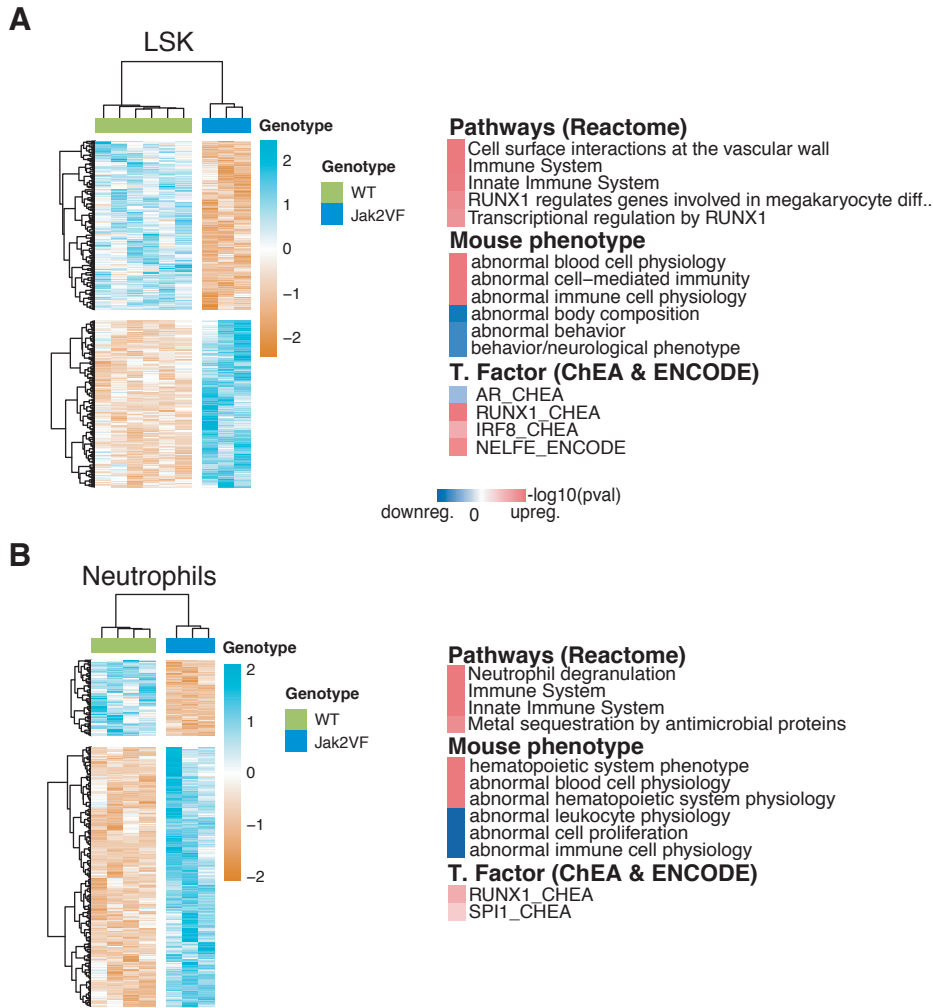 A
LSK
Genotype
2
1
0
−1
−2
Genotype
WT
Jak2VF
Pathways (Reactome)
Cell surface interactions at the vascular wall
Immune System
Innate Immune System
RUNX1 regulates genes involved in megakaryocyte diff..
Transcriptional regulation by RUNX1
Mouse phenotype
abnormal blood cell physiology
abnormal cell−mediated immunity
abnormal immune cell physiology
abnormal body composition
abnormal behavior
behavior/neurological phenotype
T. Factor (ChEA & ENCODE)
AR_CHEA
RUNX1_CHEA
IRF8_CHEA
NELFE_ENCODE
-log10(pval)
downreg. 0 upreg.
B
Neutrophils
Genotype
2
1
0
−1
−2
Genotype
WT
Jak2VF
Pathways (Reactome)
Neutrophil degranulation
Immune System
Innate Immune System
Metal sequestration by antimicrobial proteins
Mouse phenotype
hematopoietic system phenotype
abnormal blood cell physiology
abnormal hematopoietic system physiology
abnormal leukocyte physiology
abnormal cell proliferation
abnormal immune cell physiology
T. Factor (ChEA & ENCODE)
RUNX1_CHEA
SPI1_CHEA